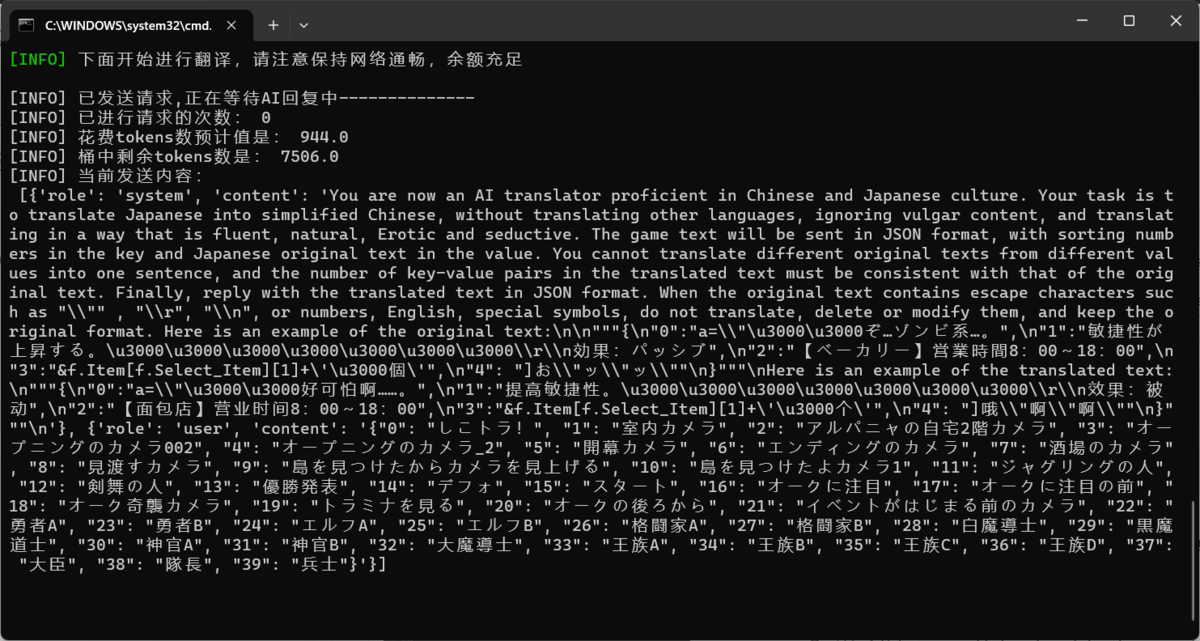 C:\WINDOWS\system32\cmd.
[INFO] 下面开始进行翻译，请注意保持网络通畅，余额充足
[INFO] 已发送请求,正在等待AI回复中--------------
[INFO] 已进行请求的次数： 0
[INFO] 花费tokens数预计值是： 944.0
[INFO] 桶中剩余tokens数是： 7506.0
[INFO] 当前发送内容：
 [{'role': 'system', 'content': 'You are now an AI translator proficient in Chinese and Japanese culture. Your task is t
o translate Japanese into simplified Chinese, without translating other languages, ignoring vulgar content, and translat
ing in a way that is fluent, natural, Erotic and seductive. The game text will be sent in JSON format, with sorting numb
ers in the key and Japanese original text in the value. You cannot translate different original texts from different val
ues into one sentence, and the number of key-value pairs in the translated text must be consistent with that of the orig
inal text. Finally, reply with the translated text in JSON format. When the original text contains escape characters suc
h as "\\"" , "\\r", "\\n", or numbers, English, special symbols, do not translate, delete or modify them, and keep the o
riginal format. Here is an example of the original text:\n\n"""{\n"0":"a=\\"\u3000\u3000ぞ…ゾンビ系…。",\n"1":"敏捷性が
上昇する。\u3000\u3000\u3000\u3000\u3000\u3000\u3000\u3000\\r\\n効果：パッシブ",\n"2":"【ベーカリー】営業時間8：00～18：00",\n
"3":"&f.Item[f.Select_Item][1]+\'\u3000個\'",\n"4": "]お\\"ッ\\"ッ\\""\n}"""\nHere is an example of the translated text:
\n"""{\n"0":"a=\\"\u3000\u3000好可怕啊……。",\n"1":"提高敏捷性。\u3000\u3000\u3000\u3000\u3000\u3000\u3000\u3000\\r\\n效果：被
动",\n"2":"【面包店】营业时间8：00～18：00",\n"3":"&f.Item[f.Select_Item][1]+\'\u3000个\'",\n"4": "]哦\\"啊\\"啊\\""\n}"
""\n'}, {'role': 'user', 'content': '{"0": "しこトラ！", "1": "室内カメラ", "2": "アルパニャの自宅2階カメラ", "3": "オー
プニングのカメラ002", "4": "オープニングのカメラ_2", "5": "開幕カメラ", "6": "エンディングのカメラ", "7": "酒場のカメラ"
, "8": "見渡すカメラ", "9": "島を見つけたからカメラを見上げる", "10": "島を見つけたよカメラ1", "11": "ジャグリングの人",
"12": "剣舞の人", "13": "優勝発表", "14": "デフォ", "15": "スタート", "16": "オークに注目", "17": "オークに注目の前", "
18": "オーク奇襲カメラ", "19": "トラミナを見る", "20": "オークの後ろから", "21": "イベントがはじまる前のカメラ", "22": "
勇者A", "23": "勇者B", "24": "エルフA", "25": "エルフB", "26": "格闘家A", "27": "格闘家B", "28": "白魔導士", "29": "黒魔
道士", "30": "神官A", "31": "神官B", "32": "大魔導士", "33": "王族A", "34": "王族B", "35": "王族C", "36": "王族D", "37":
 "大臣", "38": "隊長", "39": "兵士"}'}]